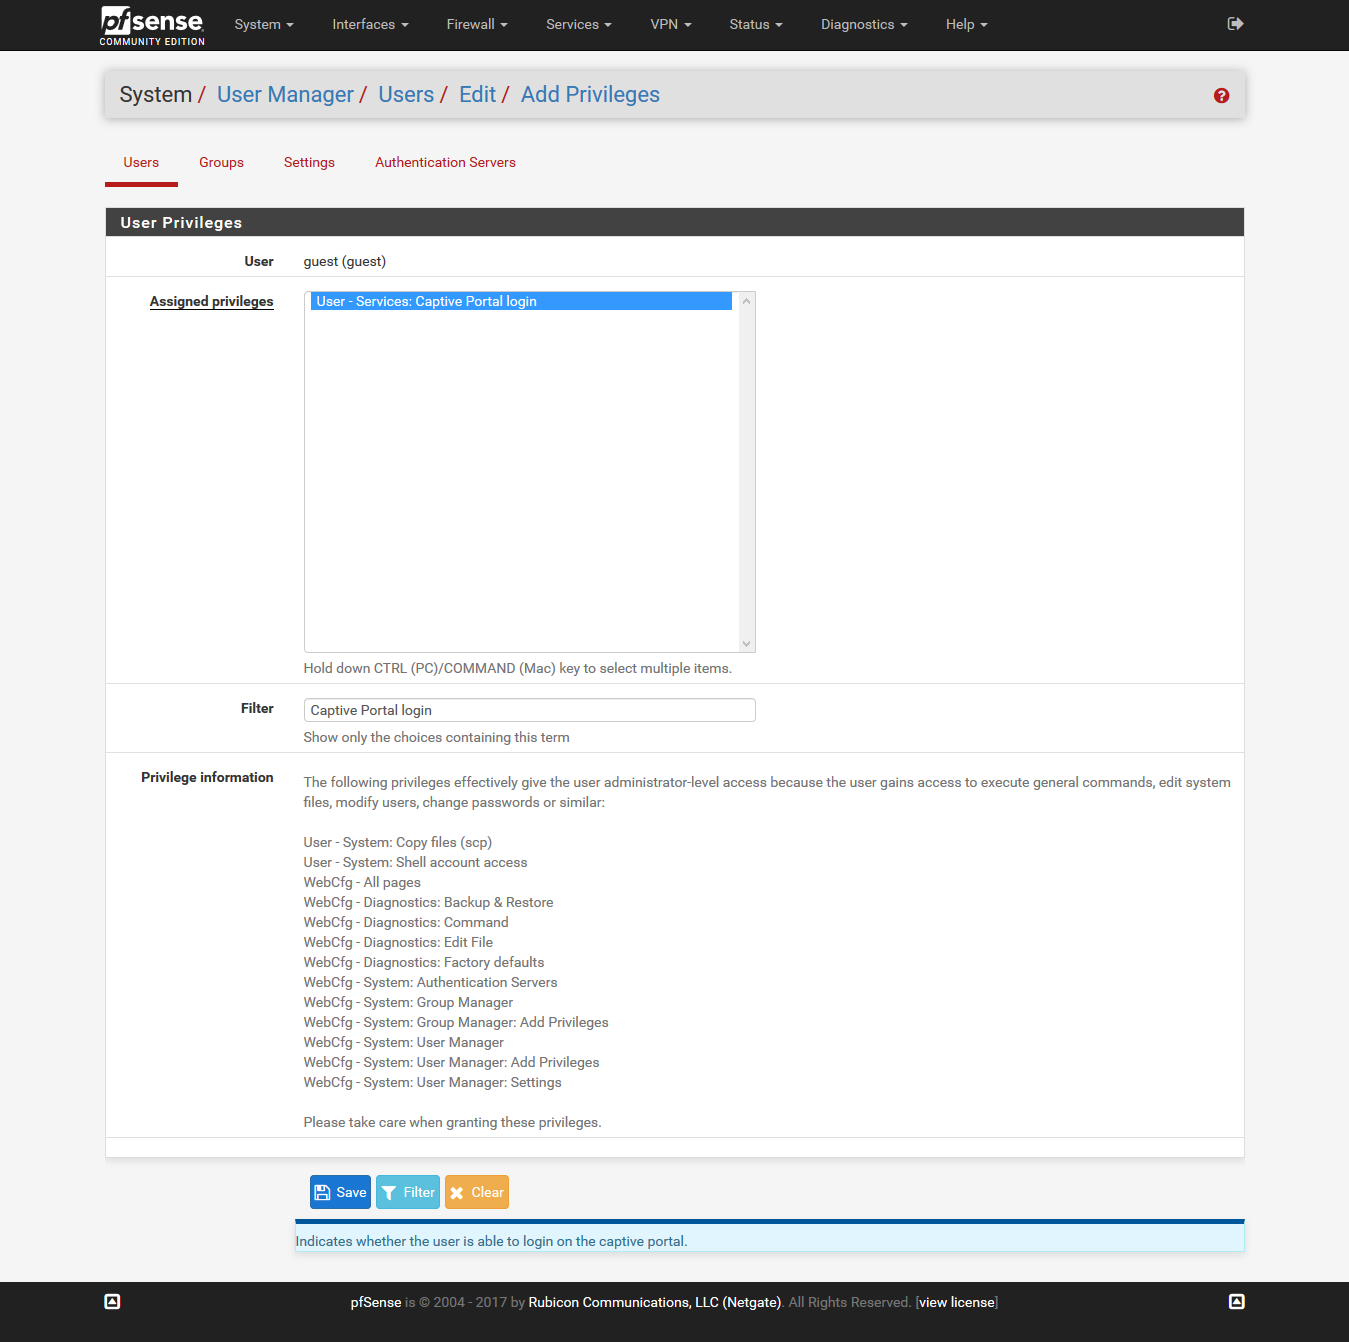 pfsense
COMMUNITY EDITION
System Interfaces Firewall Services VPN Status Diagnostics Help
System / User Manager / Users / Edit / Add Privileges
Users Groups Settings Authentication Servers
User Privileges
User guest (guest)
Assigned privileges User - Services: Captive Portal login
Hold down CTRL (PC)/COMMAND (Mac) key to select multiple items.
Filter Captive Portal login
Show only the choices containing this term
Privilege information The following privileges effectively give the user administrator-level access because the user gains access to execute general commands, edit system
files, modify users, change passwords or similar:
User - System: Copy files (scp)
User - System: Shell account access
WebCfg - All pages
WebCfg - Diagnostics: Backup & Restore
WebCfg - Diagnostics: Command
WebCfg - Diagnostics: Edit File
WebCfg - Diagnostics: Factory defaults
WebCfg - System: Authentication Servers
WebCfg - System: Group Manager
WebCfg - System: Group Manager: Add Privileges
WebCfg - System: User Manager
WebCfg - System: User Manager: Add Privileges
WebCfg - System: User Manager: Settings
Please take care when granting these privileges.
Save Filter Clear
Indicates whether the user is able to login on the captive portal.
pfSense is © 2004 - 2017 by Rubicon Communications, LLC (Netgate). All Rights Reserved. [view license]